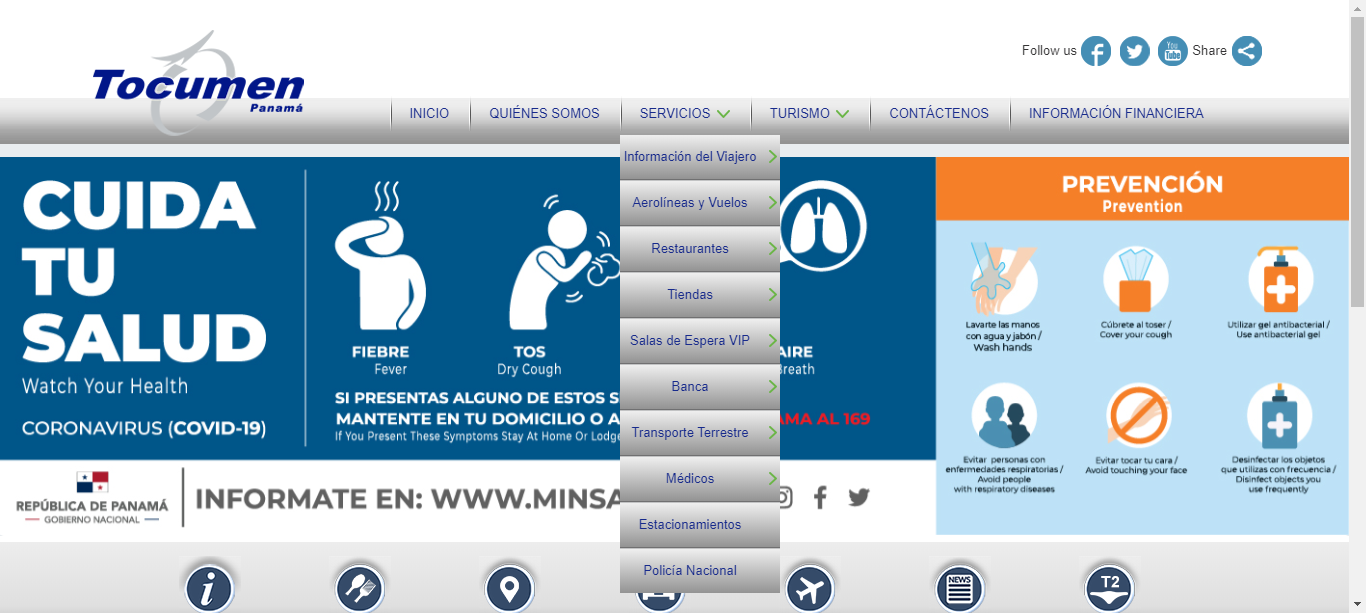 Follow us
You
Tube
Share
Tocumen
Panamá
INICIO
QUIÉNES SOMOS
SERVICIOS
TURISMO
CONTÁCTENOS
INFORMACIÓN FINANCIERA
Información del Viajero
Aerolíneas y Vuelos
Restaurantes
Tiendas
Salas de Espera VIP
Banca
Transporte Terrestre
Médicos
Estacionamientos
Policía Nacional
CUIDA
TU
SALUD
Watch Your Health
CORONAVIRUS (COVID-19)
FIEBRE
Fever
TOS
Dry Cough
AIRE
SI PRESENTAS ALGUNO DE ESTOS S
MANTENTE EN TU DOMICILIO O A
AMA AL 169
If You Present These Symptoms Stay At Home Or Lodg
REPÚBLICA DE PANAMÁ
GOBIERNO NACIONAL
INFORMATE EN: WWW.MINSA
PREVENCIÓN
Prevention
Lavarte las manos
con agua y jabón/
Wash hands
Cúbrete al toser /
Cover your cough
Utilizar gel antibacterial /
Use antibacterial gel
Evitar personas con
enfermedades respiratorias /
Avoid people
with respiratory diseases
Evitar tocar tu cara /
Avoid touching your face
Desinfectar los objetos
que utilizas con frecuencia /
Disinfect objects you
use frequently
NEWS
T2